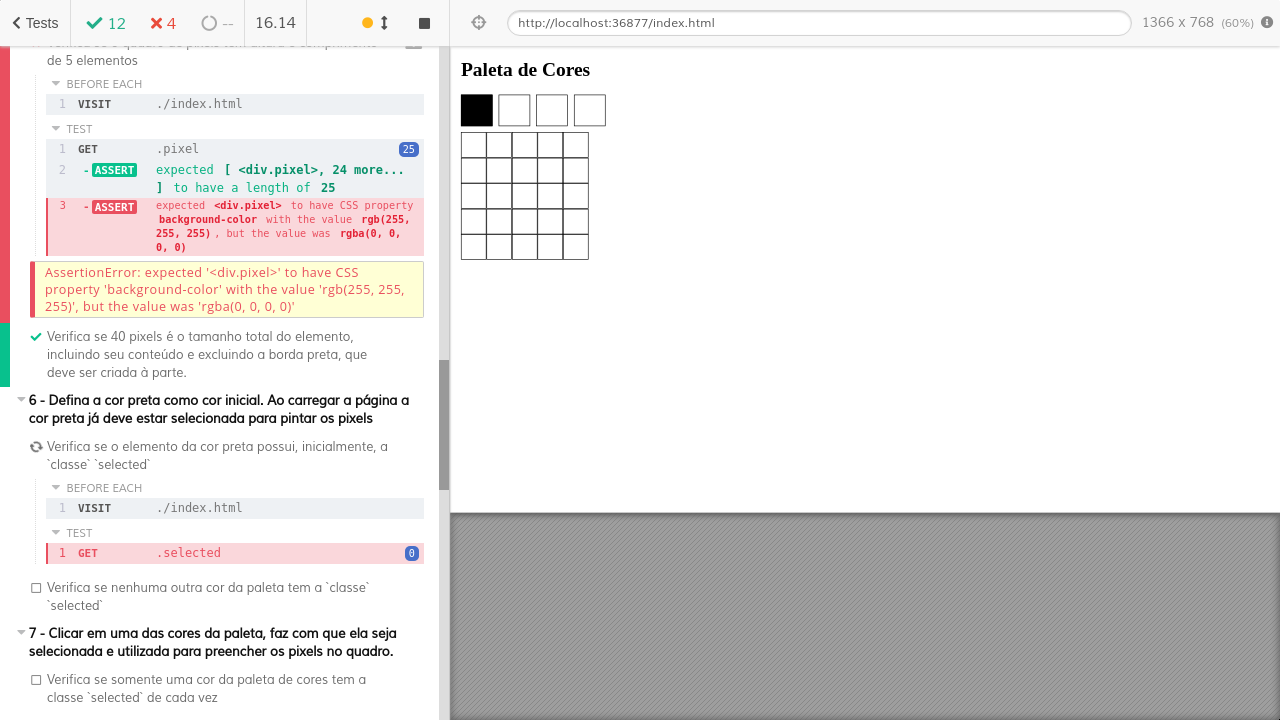 Tests
12
4
--
16.14
http://localhost:36877/index.html
1366 x 768 (60%)
de 5 elementos
BEFORE EACH
1 VISIT ./index.html
TEST
1 GET .pixel 25
2 -ASSERT expected [ <div.pixel>, 24 more...
] to have a length of 25
3 -ASSERT expected <div.pixel> to have CSS property
background-color with the value rgb(255,
255, 255) , but the value was rgba(0, 0,
0, 0)
AssertionError: expected '<div.pixel>' to have CSS
property 'background-color' with the value 'rgb(255, 255,
255)', but the value was 'rgba(0, 0, 0, 0)'
Verifica se 40 pixels é o tamanho total do elemento,
incluindo seu conteúdo e excluindo a borda preta, que
deve ser criada à parte.
6 - Defina a cor preta como cor inicial. Ao carregar a página a
cor preta já deve estar selecionada para pintar os pixels
Verifica se o elemento da cor preta possui, inicialmente, a
`classe` `selected`
BEFORE EACH
1 VISIT ./index.html
TEST
1 GET .selected 0
Verifica se nenhuma outra cor da paleta tem a `classe`
`selected`
7 - Clicar em uma das cores da paleta, faz com que ela seja
selecionada e utilizada para preencher os pixels no quadro.
Verifica se somente uma cor da paleta de cores tem a
classe `selected` de cada vez
Paleta de Cores